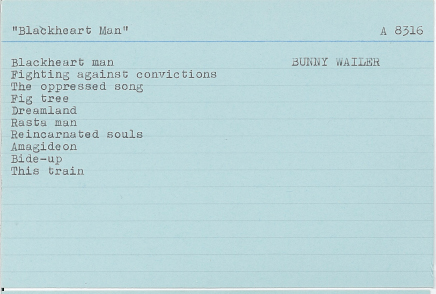 "Blackheart Man" A 8316
Blackheart man BUNNY WAILER
Fighting against convictions
The oppressed song
Fig tree
Dreamland
Rasta man
Reincarnated souls
Amagideon
Bide-up
This train